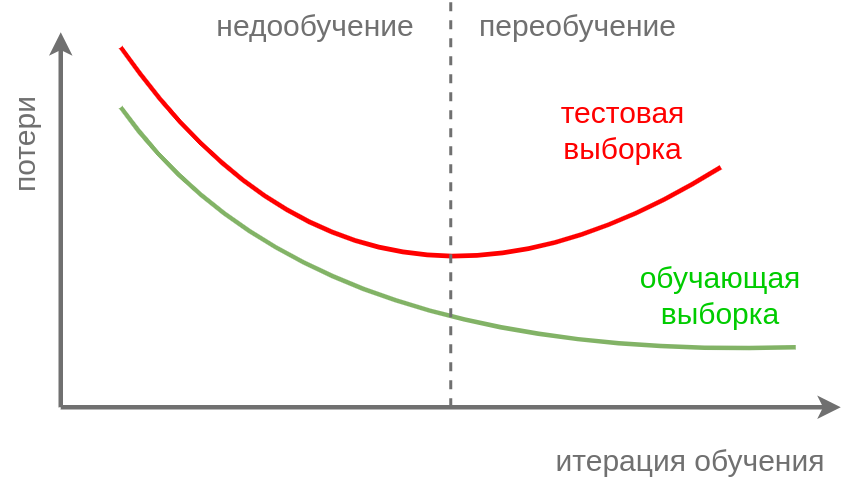 недообучение
переобучение
потери
тестовая
выборка
обучающая
выборка
итерация обучения